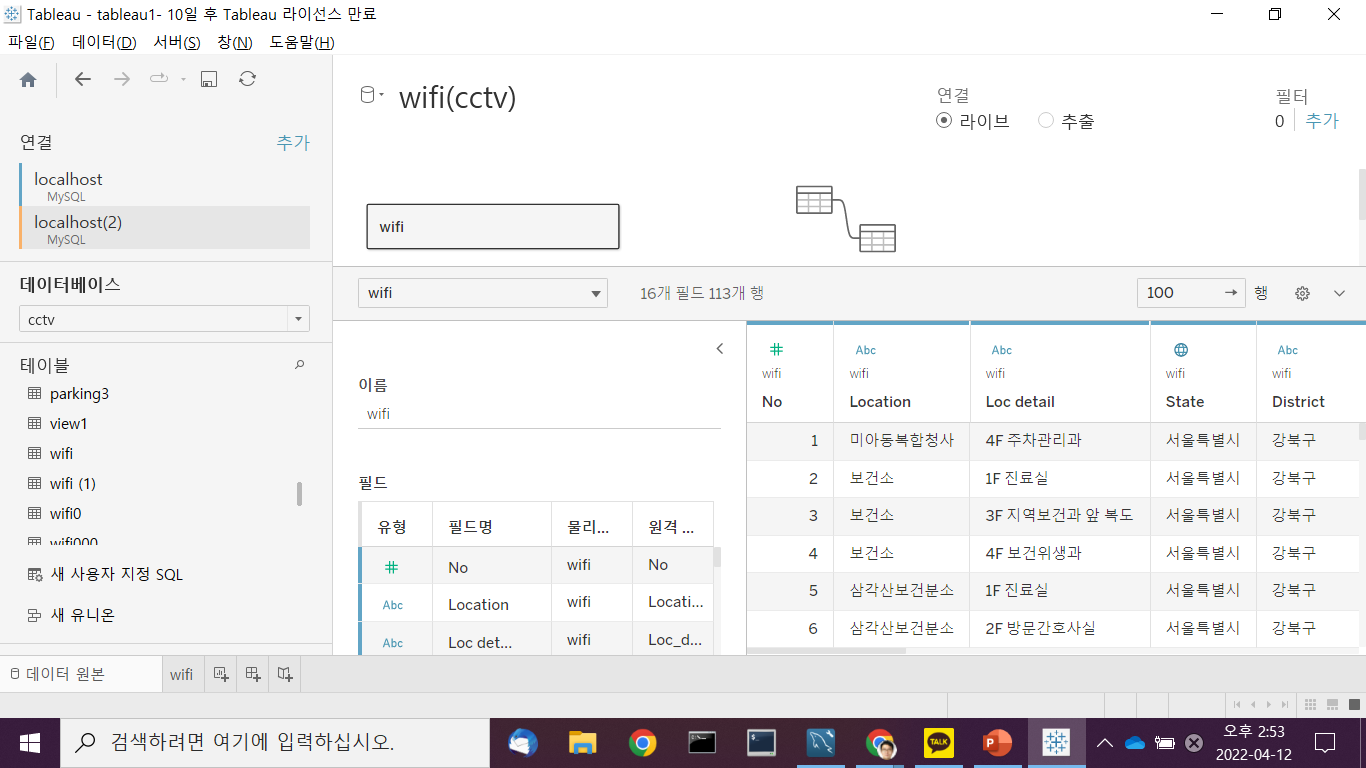 Tableau - tableau1- 10일 후 Tableau 라이선스 만료
파일(F) 데이터(D) 서버(S) 창(N) 도움말(H)
연결 추가
localhost
MySQL
localhost(2)
MySQL
데이터베이스
cctv
테이블
parking3
view1
wifi
wifi (1)
wifi0
wifi000
새 사용자 지정 SQL
새 유니온
wifi(cctv)
연결
라이브 추출
필터
0 추가
wifi
wifi 16개 필드 113개 행 100 행
이름
wifi
필드
유형 필드명 물리... 원격 ...
No wifi No
Abc Location wifi Locati...
Abc Loc det... wifi Loc_d...
Abc Abc Abc
wifi wifi wifi wifi wifi
No Location Loc detail State District
1 미아동복합청사 4F 주차관리과 서울특별시 강북구
2 보건소 1F 진료실 서울특별시 강북구
3 보건소 3F 지역보건과 앞 복도 서울특별시 강북구
4 보건소 4F 보건위생과 서울특별시 강북구
5 삼각산보건분소 1F 진료실 서울특별시 강북구
6 삼각산보건분소 2F 방문간호사실 서울특별시 강북구
데이터 원본 wifi
검색하려면 여기에 입력하십시오.
TALK
오후 2:53
2022-04-12